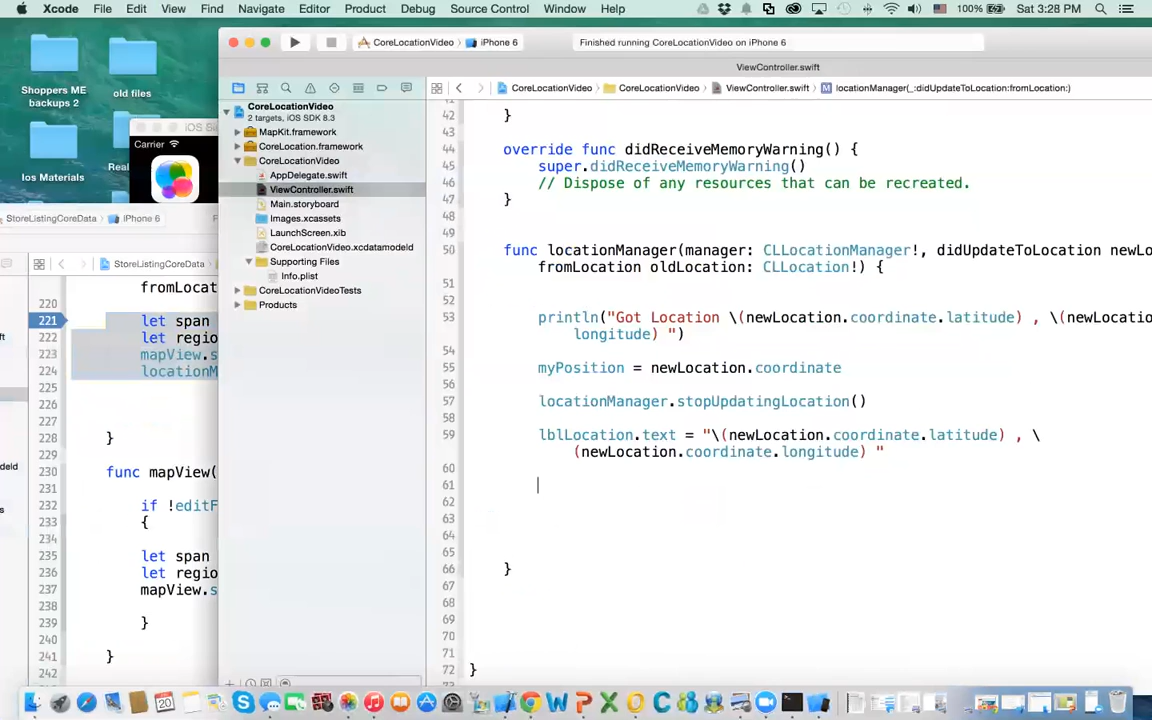 Xcode File Edit View Find Navigate Editor Product Debug Source Control Window Help 100% Sat 3:28 PM
CoreLocationVideo iPhone 6 Finished running CoreLocationVideo on iPhone 6
ViewController.swift
CoreLocationVideo CoreLocationVideo ViewController.swift M locationManager(_:didUpdateToLocation:fromLocation:)
Shoppers ME
backups 2
old files
Ios Materials
Rea
iOS Si
Carrier
StoreListingCoreData iPhone 6
StoreListingCoreData
CoreLocationVideo
2 targets, iOS SDK 8.3
MapKit.framework
CoreLocation.framework
CoreLocationVideo
AppDelegate.swift
ViewController.swift
Main.storyboard
Images.xcassets
LaunchScreen.xib
CoreLocationVideo.xcdatamodeld
Supporting Files
Info.plist
CoreLocationVideoTests
Products
fromLocat
220
221 let span
222 let regio
223 mapView.s
224 locationM
225
226
227
228 }
229
230 func mapView(
231
232 if !editF
233 {
234
235 let span
236 let regio
237 mapView.s
238
239 }
240
241 }
242
42 }
43
44 override func didReceiveMemoryWarning() {
45 super.didReceiveMemoryWarning()
46 // Dispose of any resources that can be recreated.
47 }
48
49
50 func locationManager(manager: CLLocationManager!, didUpdateToLocation newLo
fromLocation oldLocation: CLLocation!) {
51
52
53 println("Got Location \(newLocation.coordinate.latitude) , \(newLocation
longitude) ")
54
55 myPosition = newLocation.coordinate
56
57 locationManager.stopUpdatingLocation()
58
59 lblLocation.text = "\(newLocation.coordinate.latitude) , \
(newLocation.coordinate.longitude) "
60
61
62
63
64
65
66 }
67
68
69
70
71
72 }